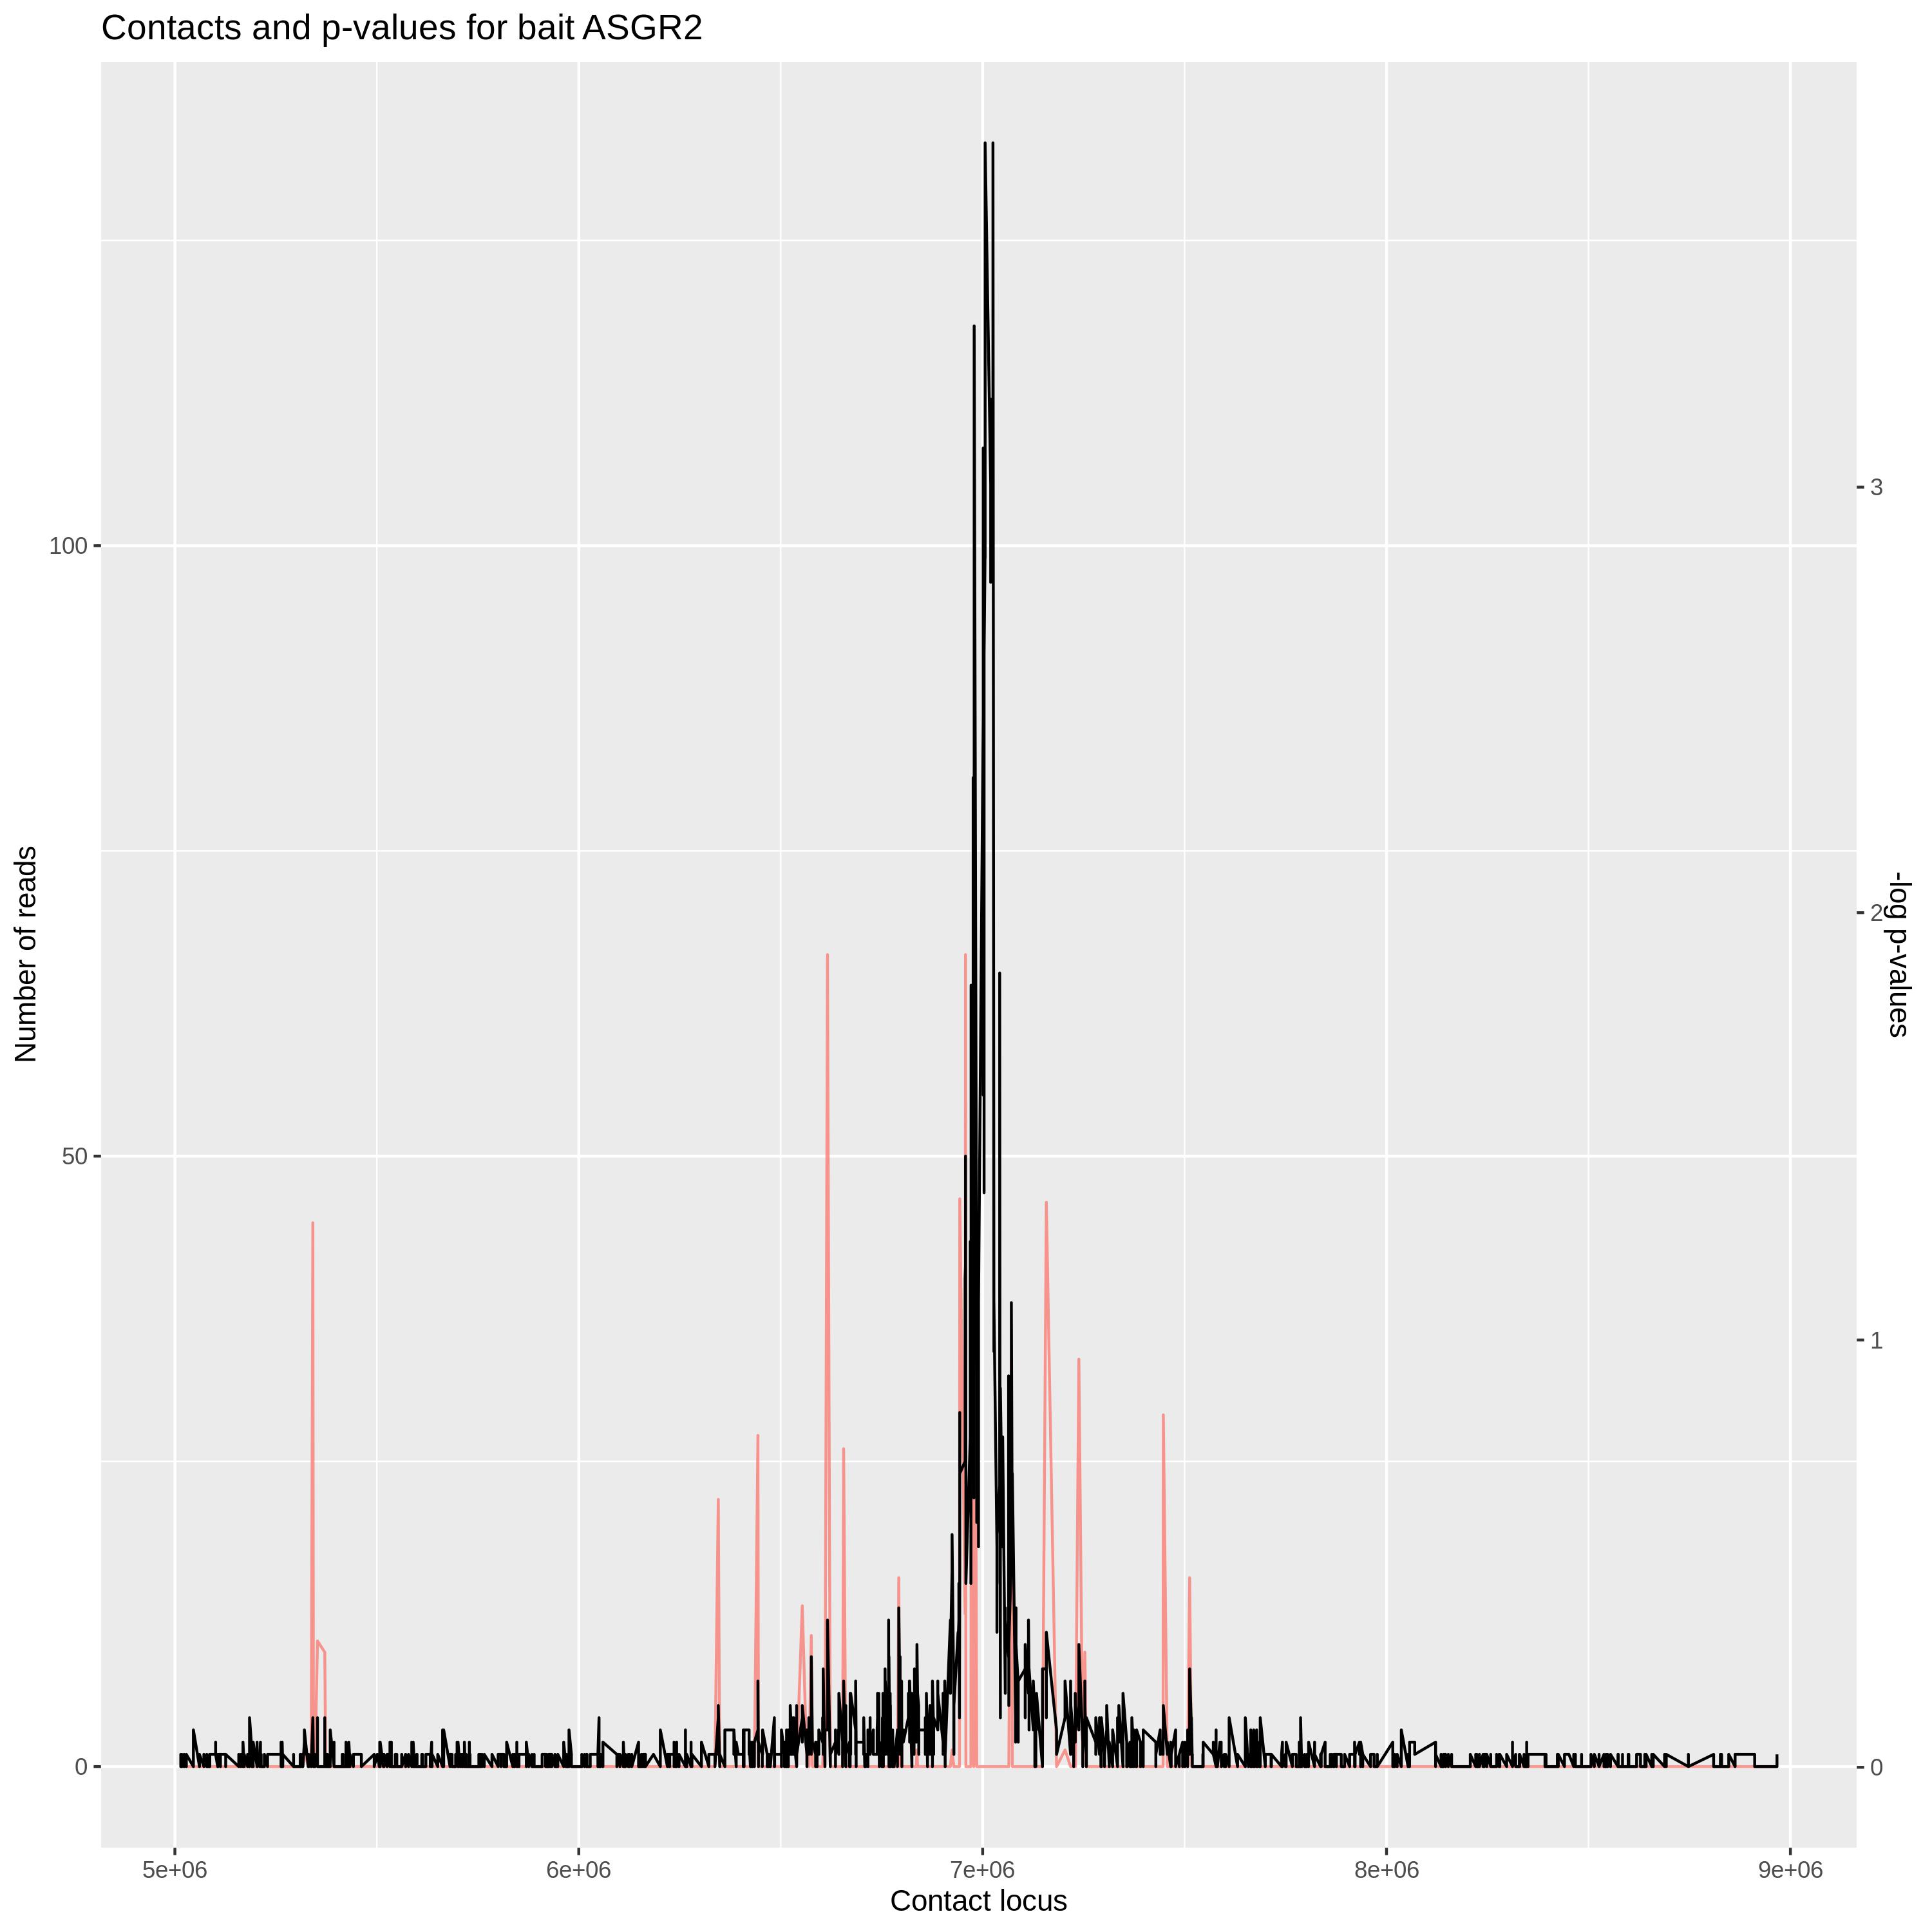 Contacts and p-values for bait ASGR2
Number of reads
100
50
0
3
2
1
0
-log p-values
5e+06
6e+06
7e+06
8e+06
9e+06
Contact locus